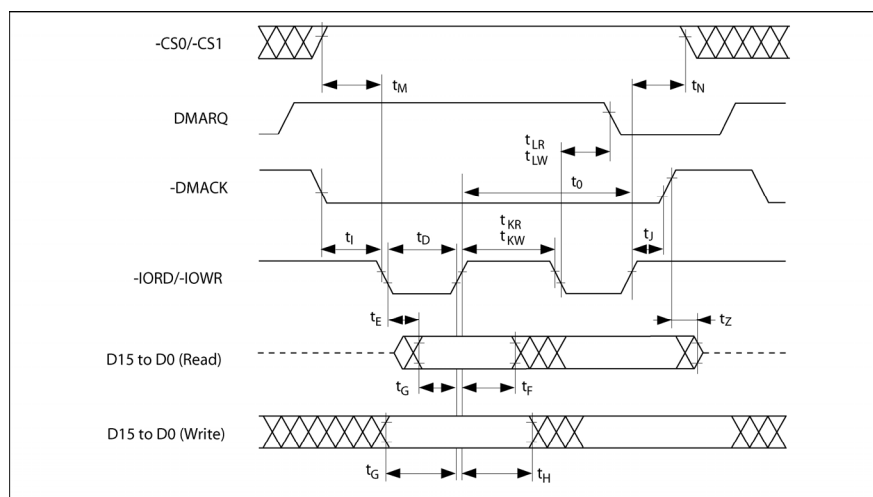 -CS0/-CS1
tM
tN
DMARQ
tLR
tLW
-DMACK
t0
tKR
tKW
tI
tD
tJ
-IORD/-IOWR
tE
tZ
D15 to D0 (Read)
tG
tF
D15 to D0 (Write)
tG
tH